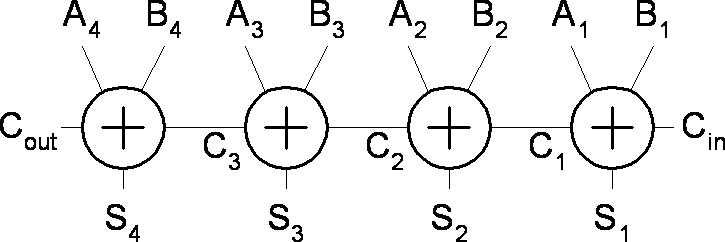 A4 B4 A3 B3 A2 B2 A1 B1
Cout C3 C2 C1 Cin
S4 S3 S2 S1